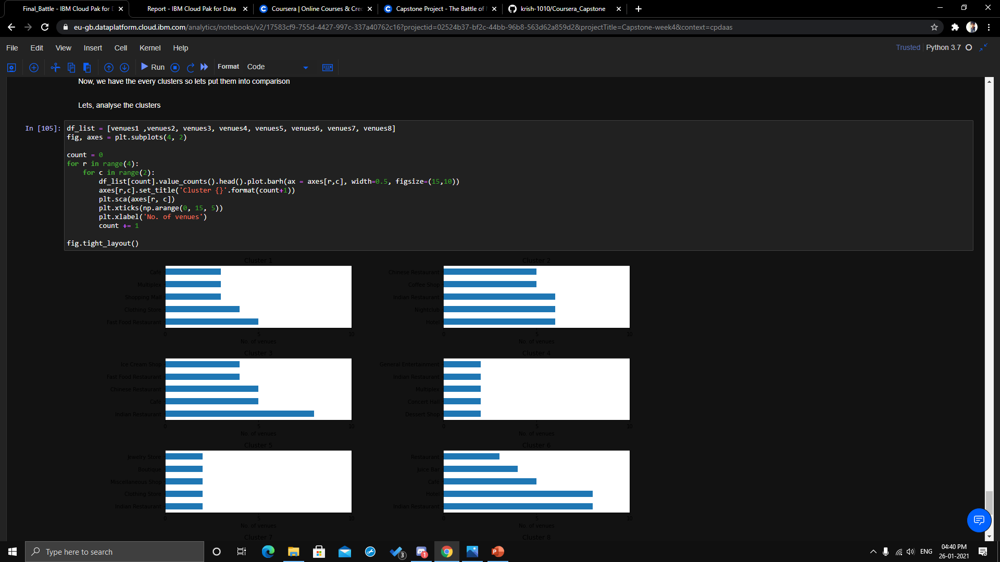 Final_Battle - IBM Cloud Pak for D
Report - IBM Cloud Pak for Data
Coursera | Online Courses & Cre
Capstone Project - The Battle of
krish-1010/Coursera_Capstone
eu-gb.dataplatform.cloud.ibm.com/analytics/notebooks/v2/17583cf9-755d-4427-997c-337a40762c16?projectid=02524b37-bf2c-44bb-96b8-563d62a859d2&projectTitle=Capstone-week4&context=cpdaas
File Edit View Insert Cell Kernel Help
Trusted Python 3.7
Run Format Code
Now, we have the every clusters so lets put them into comparison
Lets, analyse the clusters
In [105]:
df_list = [venues1 ,venues2, venues3, venues4, venues5, venues6, venues7, venues8]
fig, axes = plt.subplots(4, 2)
count = 0
for r in range(4):
    for c in range(2):
        df_list[count].value_counts().head().plot.barh(ax = axes[r,c], width=0.5, figsize=(15,10))
        axes[r,c].set_title('Cluster {}'.format(count+1))
        plt.sca(axes[r, c])
        plt.xticks(np.arange(0, 15, 5))
        plt.xlabel('No. of venues')
        count += 1
fig.tight_layout()
Cluster 1
Café
Multiplex
Shopping Mall
Clothing Store
Fast Food Restaurant
0 5 10
No. of venues
Cluster 2
Chinese Restaurant
Coffee Shop
Indian Restaurant
Nightclub
Hotel
0 5 10
No. of venues
Cluster 3
Ice Cream Shop
Fast Food Restaurant
Chinese Restaurant
Café
Indian Restaurant
0 5 10
No. of venues
Cluster 4
General Entertainment
Indian Restaurant
Multiplex
Concert Hall
Dessert Shop
0 5 10
No. of venues
Cluster 5
Jewelry Store
Boutique
Miscellaneous Shop
Clothing Store
Indian Restaurant
0 5 10
No. of venues
Cluster 6
Restaurant
Juice Bar
Café
Hotel
Indian Restaurant
0 5 10
No. of venues
Cluster 7
Cluster 8
Type here to search
3
1
ENG
04:40 PM
26-01-2021